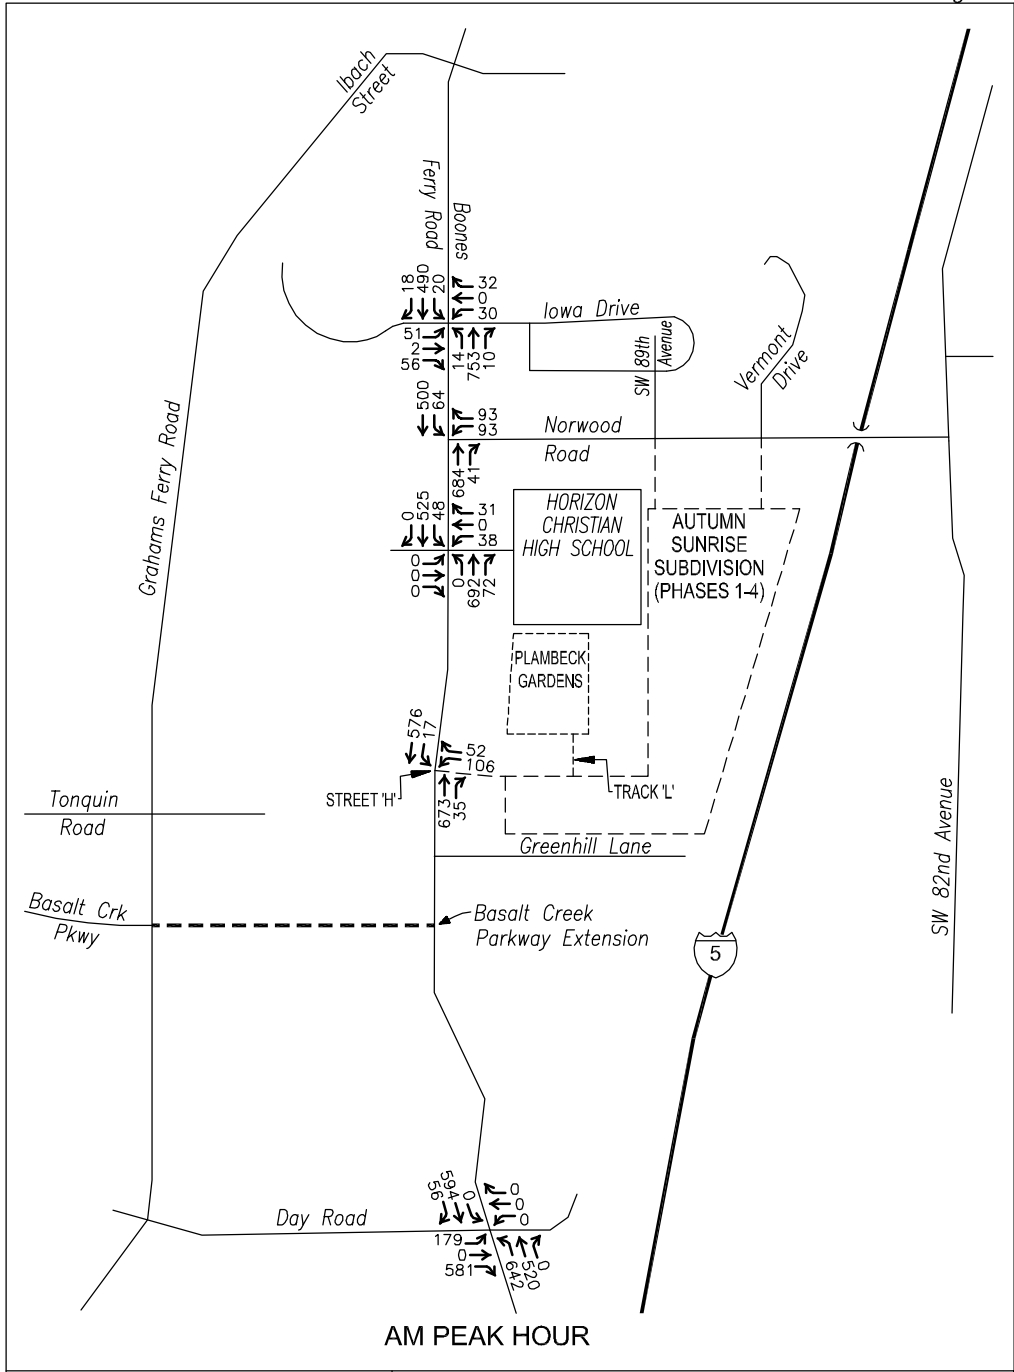 Ibach
Street
Ferry Road
Boones
18
490
20
32
0
30
Iowa Drive
51
2
56
14
753
10
SW 89th
Avenue
Vermont
Drive
500
64
93
93
Norwood
Road
684
41
Grahams Ferry Road
0
525
48
31
0
38
0
0
0
0
692
72
HORIZON
CHRISTIAN
HIGH SCHOOL
AUTUMN
SUNRISE
SUBDIVISION
(PHASES 1-4)
PLAMBECK
GARDENS
576
17
52
106
STREET 'H'
673
35
TRACK 'L'
Tonquin
Road
Greenhill Lane
SW 82nd Avenue
Basalt Crk
Pkwy
Basalt Creek
Parkway Extension
5
56
594
0
0
0
0
Day Road
179
0
581
642
520
0
AM PEAK HOUR